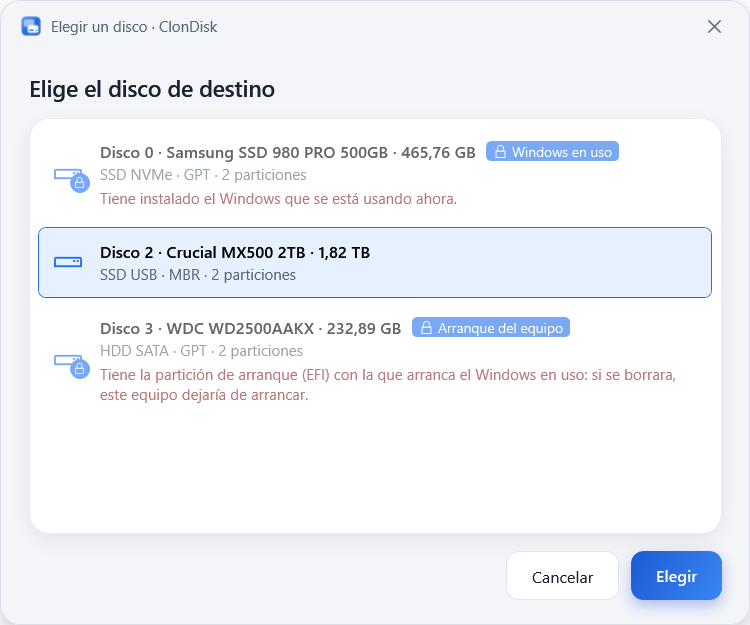 Elegir un disco · ClonDisk
Elige el disco de destino
Disco 0 · Samsung SSD 980 PRO 500GB · 465,76 GB Windows en uso
SSD NVMe · GPT · 2 particiones
Tiene instalado el Windows que se está usando ahora.
Disco 2 · Crucial MX500 2TB · 1,82 TB
SSD USB · MBR · 2 particiones
Disco 3 · WDC WD2500AAKX · 232,89 GB Arranque del equipo
HDD SATA · GPT · 2 particiones
Tiene la partición de arranque (EFI) con la que arranca el Windows en uso: si se borrara,
este equipo dejaría de arrancar.
Cancelar Elegir